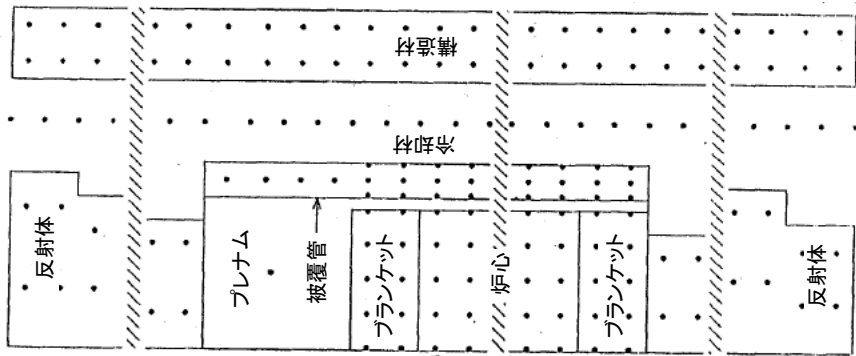 構造材
冷却材
反射体
プレナム
被覆管
ブランケット
炉心
ブランケット
反射体